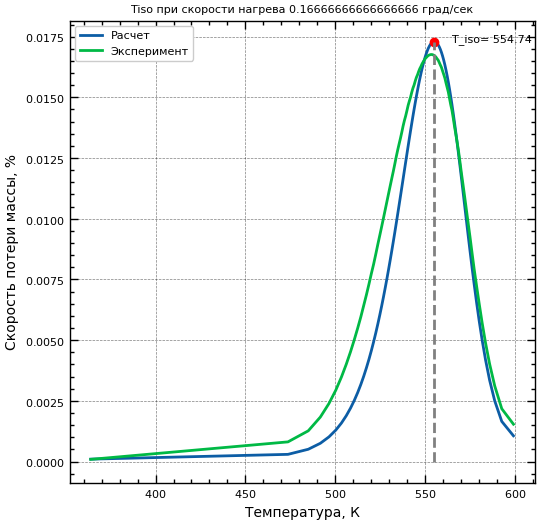 Tiso при скорости нагрева 0.16666666666666666 град/сек
Расчет
Эксперимент
T_iso= 554.74
Скорость потери массы, %
0.0175
0.0150
0.0125
0.0100
0.0075
0.0050
0.0025
0.0000
400 450 500 550 600
Температура, К